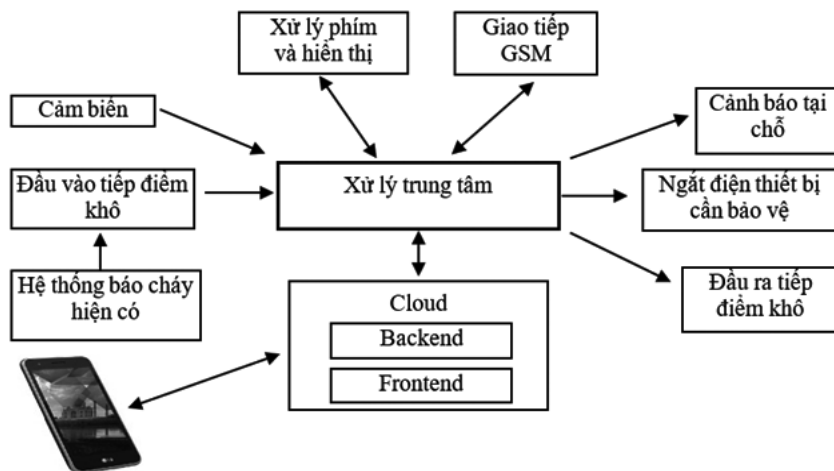 Xử lý phím
và hiển thị
Giao tiếp
GSM
Cảm biến
Cảnh báo tại
chỗ
Đầu vào tiếp điểm
khô
Xử lý trung tâm
Ngắt điện thiết bị
cần bảo vệ
Hệ thống báo cháy
hiện có
Đầu ra tiếp
điểm khô
Cloud
Backend
Frontend